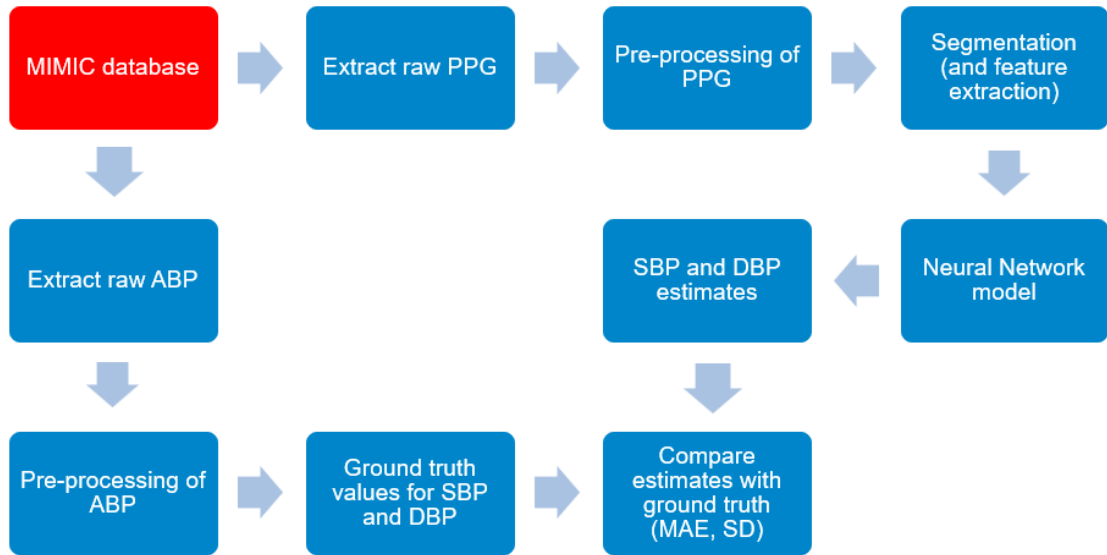 MIMIC database
Extract raw PPG
Pre-processing of
PPG
Segmentation
(and feature
extraction)
Extract raw ABP
SBP and DBP
estimates
Neural Network
model
Pre-processing of
ABP
Ground truth
values for SBP
and DBP
Compare
estimates with
ground truth
(MAE, SD)